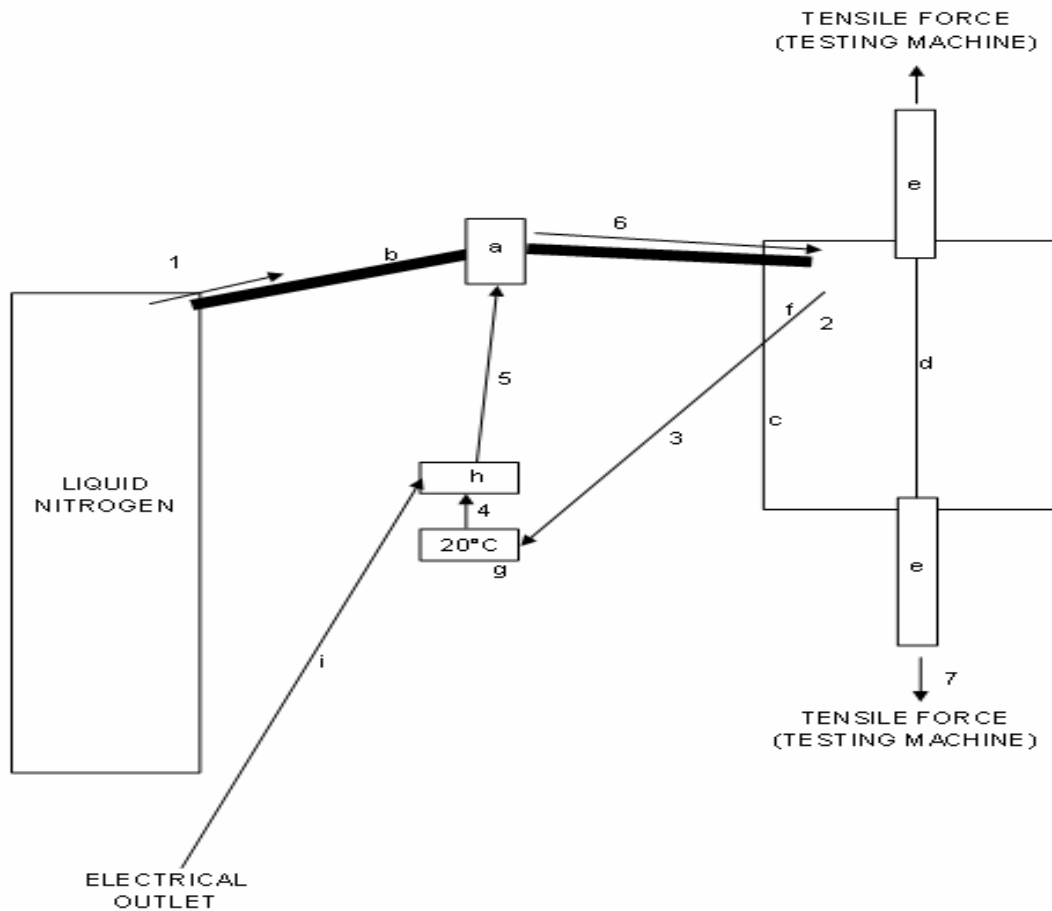 TENSILE FORCE
(TESTING MACHINE)
e
6
a
b
1
f
2
d
5
c
3
h
LIQUID
NITROGEN
4
20°C
g
e
i
7
TENSILE FORCE
(TESTING MACHINE)
ELECTRICAL
OUTLET